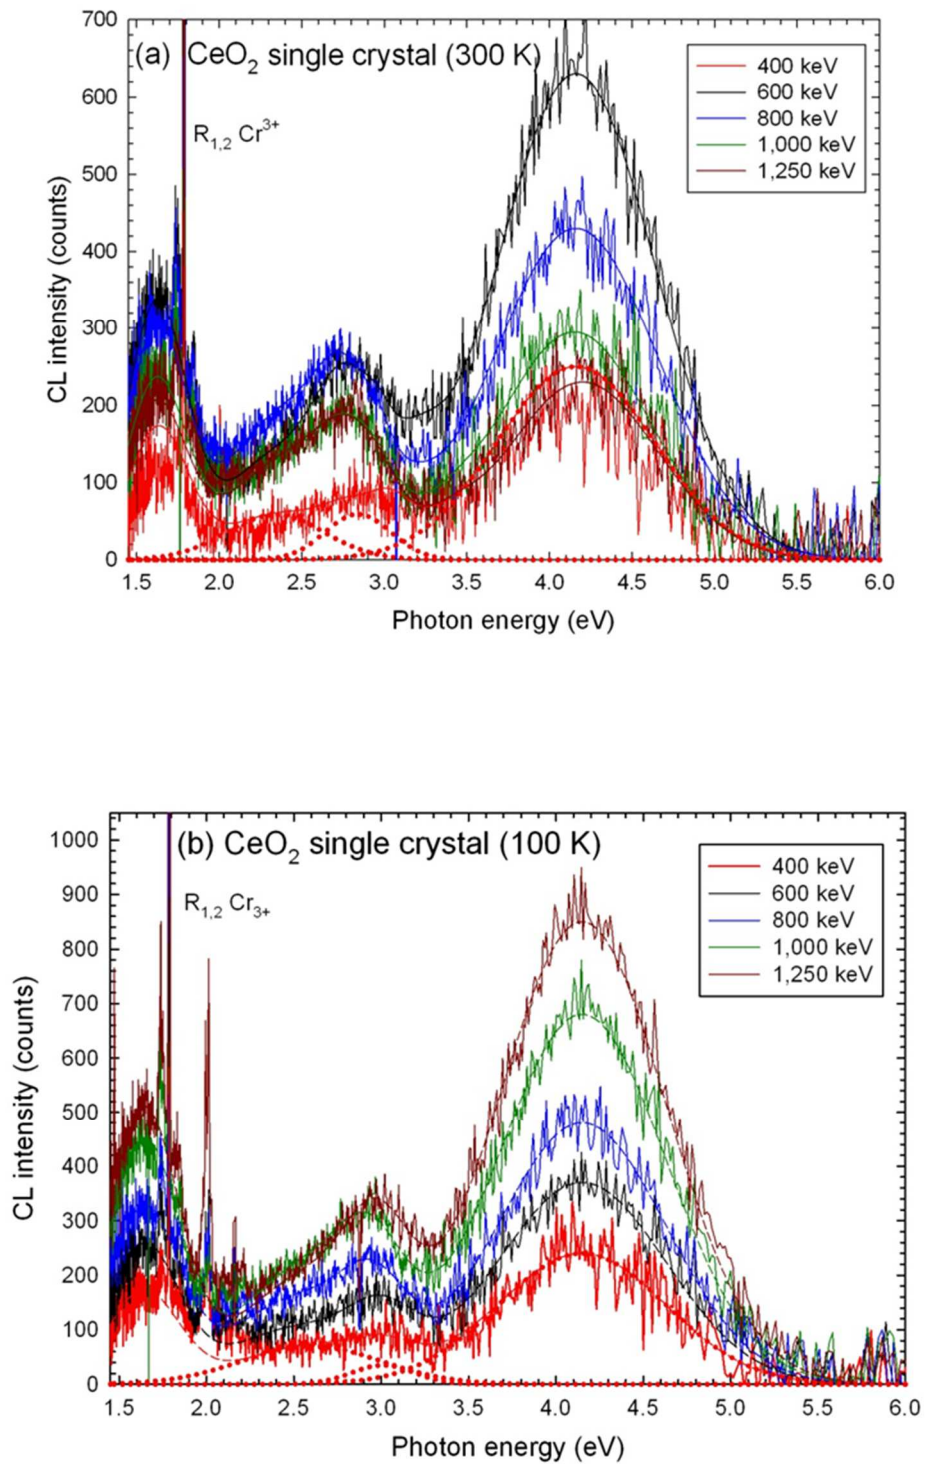 (a) CeO2 single crystal (300 K)
R1,2 Cr3+
400 keV
600 keV
800 keV
1,000 keV
1,250 keV
CL intensity (counts)
700
600
500
400
300
200
100
0
1.5 2.0 2.5 3.0 3.5 4.0 4.5 5.0 5.5 6.0
Photon energy (eV)
(b) CeO2 single crystal (100 K)
R1,2 Cr3+
400 keV
600 keV
800 keV
1,000 keV
1,250 keV
CL intensity (counts)
1000
900
800
700
600
500
400
300
200
100
0
1.5 2.0 2.5 3.0 3.5 4.0 4.5 5.0 5.5 6.0
Photon energy (eV)